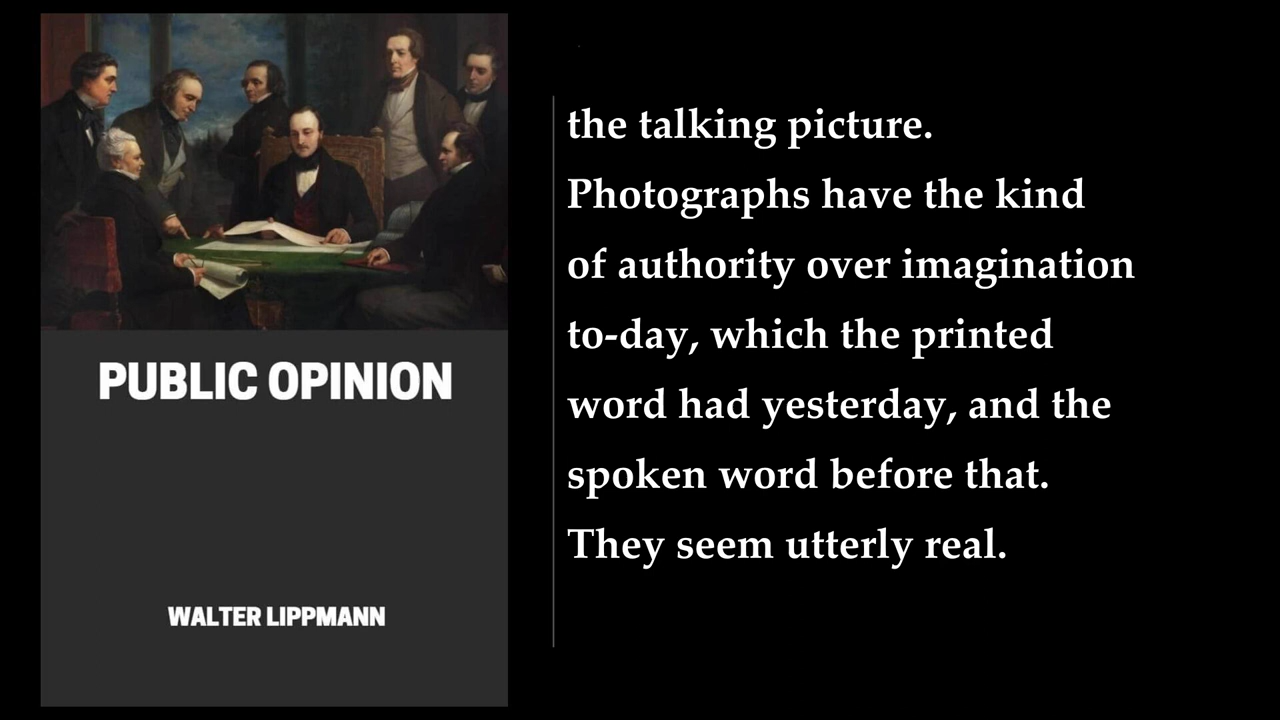 PUBLIC OPINION
WALTER LIPPMANN
the talking picture.
Photographs have the kind
of authority over imagination
to-day, which the printed
word had yesterday, and the
spoken word before that.
They seem utterly real.